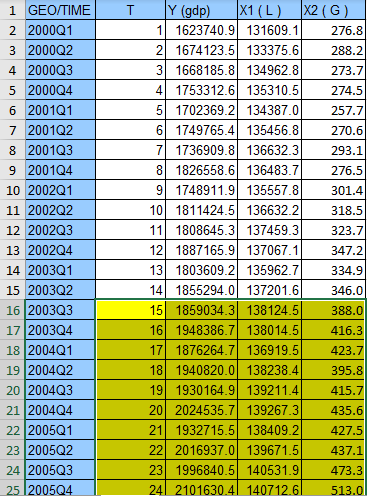 1 GEO/TIME T Y (gdp) X1 ( L ) X2 ( G )
2 2000Q1 1 1623740.9 131609.1 276.8
3 2000Q2 2 1674123.5 133375.6 288.2
4 2000Q3 3 1668185.8 134962.8 273.7
5 2000Q4 4 1753312.6 135310.5 274.5
6 2001Q1 5 1702369.2 134387.0 257.7
7 2001Q2 6 1749765.4 135456.8 270.6
8 2001Q3 7 1736909.8 136632.3 293.1
9 2001Q4 8 1826558.6 136483.7 276.5
10 2002Q1 9 1748911.9 135557.8 301.4
11 2002Q2 10 1811424.5 136632.2 318.5
12 2002Q3 11 1808645.3 137459.3 323.7
13 2002Q4 12 1887165.9 137067.1 347.2
14 2003Q1 13 1803609.2 135962.7 334.9
15 2003Q2 14 1855294.0 137201.6 346.0
16 2003Q3 15 1859034.3 138124.5 388.0
17 2003Q4 16 1948386.7 138014.5 416.3
18 2004Q1 17 1876264.7 136919.5 423.7
19 2004Q2 18 1940820.0 138238.4 395.8
20 2004Q3 19 1930164.9 139211.4 415.7
21 2004Q4 20 2024535.7 139267.3 435.6
22 2005Q1 21 1932715.5 138409.2 427.5
23 2005Q2 22 2016937.0 139671.5 437.1
24 2005Q3 23 1996840.5 140531.9 473.3
25 2005Q4 24 2101630.4 140712.6 513.0